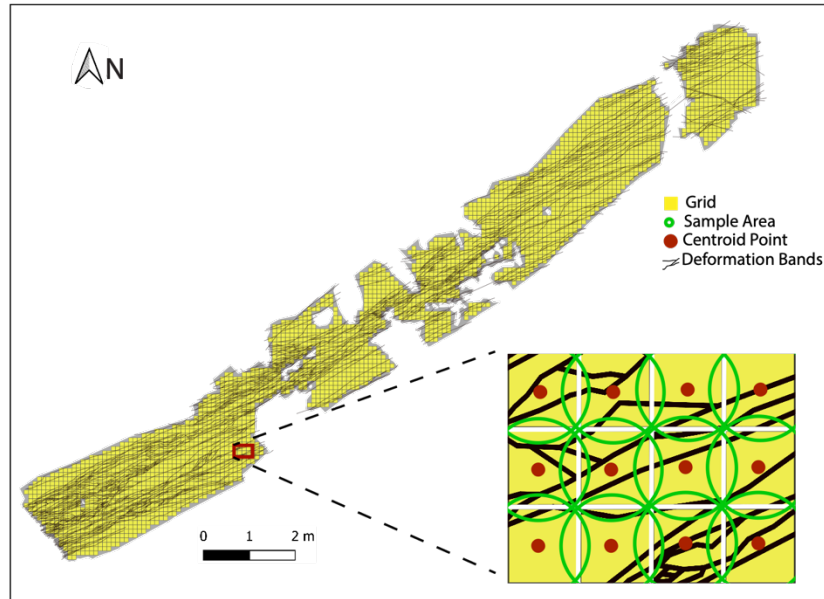 N
Grid
Sample Area
Centroid Point
Deformation Bands
0 1 2 m